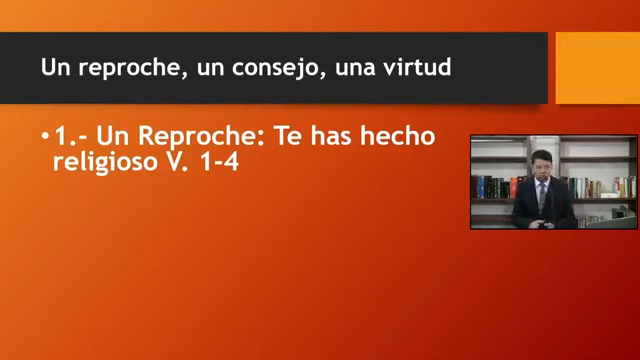 Un reproche, un consejo, una virtud
•1.- Un Reproche: Te has hecho
religioso V. 1-4